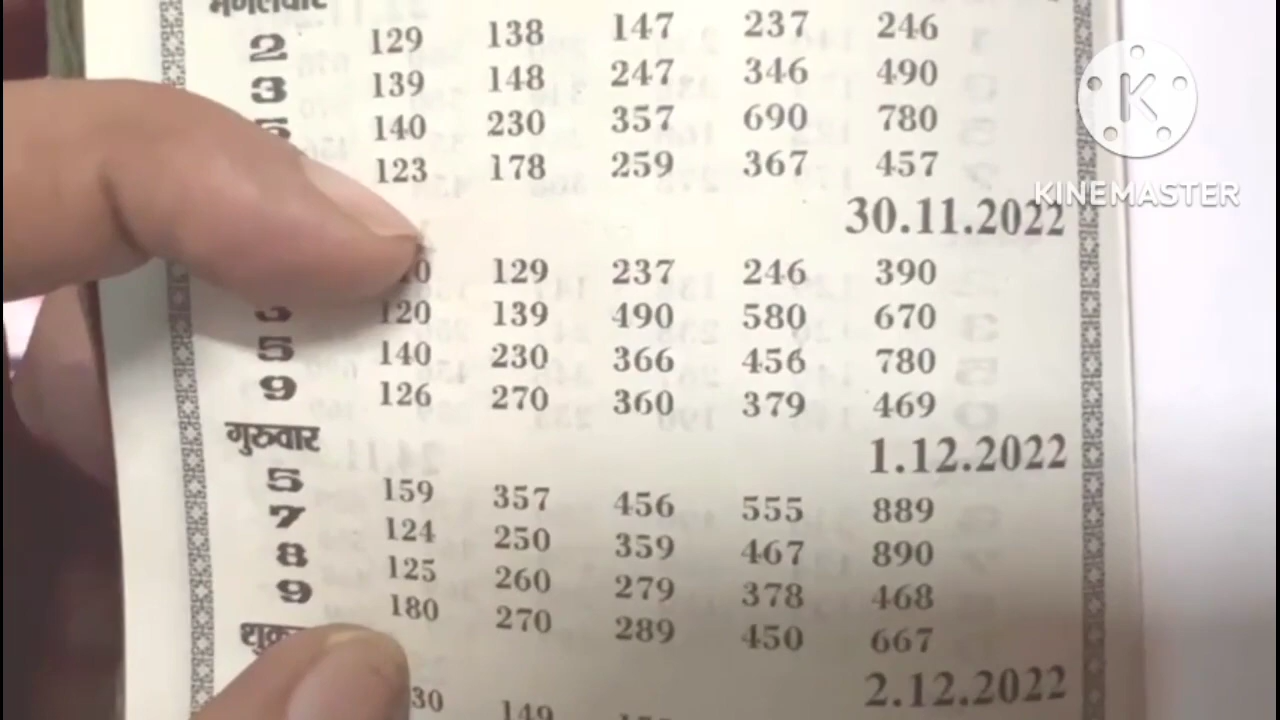 मंगलवार
2 129 138 147 237 246
3 139 148 247 346 490
140 230 357 690 780
123 178 259 367 457
30.11.2022
129 237 246 390
120 139 490 580 670
5 140 230 366 456 780
9 126 270 360 379 469
गुरुवार 1.12.2022
5 159 357 456 555 889
7 124 250 359 467 890
8 125 260 279 378 468
9 180 270 289 450 667
2.12.2022
149
K
KINEMASTER